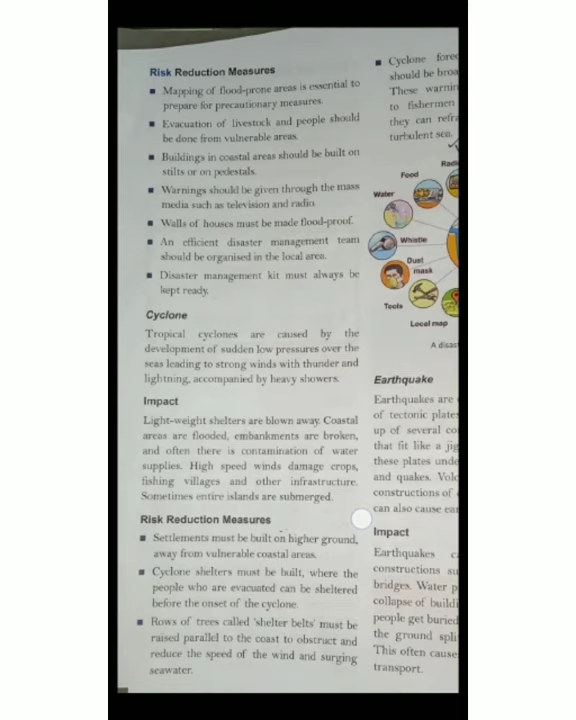 Risk Reduction Measures
Mapping of flood-prone areas is essential to
prepare for precautionary measures.
Evacuation of livestock and people should
be done from vulnerable areas.
Buildings in coastal areas should be built on
stilts or on pedestals.
Warnings should be given through the mass
media such as television and radio.
Walls of houses must be made flood-proof.
An efficient disaster management team
should be organised in the local area.
Disaster management kit must always be
kept ready.
Cyclone
Tropical cyclones are caused by the
development of sudden low pressures over the
seas leading to strong winds with thunder and
lightning, accompanied by heavy showers.
Impact
Light-weight shelters are blown away. Coastal
areas are flooded, embankments are broken,
and often there is contamination of water
supplies. High speed winds damage crops,
fishing villages and other infrastructure.
Sometimes entire islands are submerged.
Risk Reduction Measures
Settlements must be built on higher ground,
away from vulnerable coastal areas.
Cyclone shelters must be built, where the
people who are evacuated can be sheltered
before the onset of the cyclone.
Rows of trees called 'shelter belts' must be
raised parallel to the coast to obstruct and
reduce the speed of the wind and surging
seawater.
Cyclone
should be
These
to fishermen
they can
turbulent sea.
Food
Water
Whistle
Dust
mask
Tools
Local map
A
Earthquake
Earthquakes are
of tectonic
up of several
that fit like a
these plates
and quakes.
constructions of
can also cause
Impact
Earthquakes
constructions
bridges. Water
collapse of
people get buried
the ground
This often
transport.